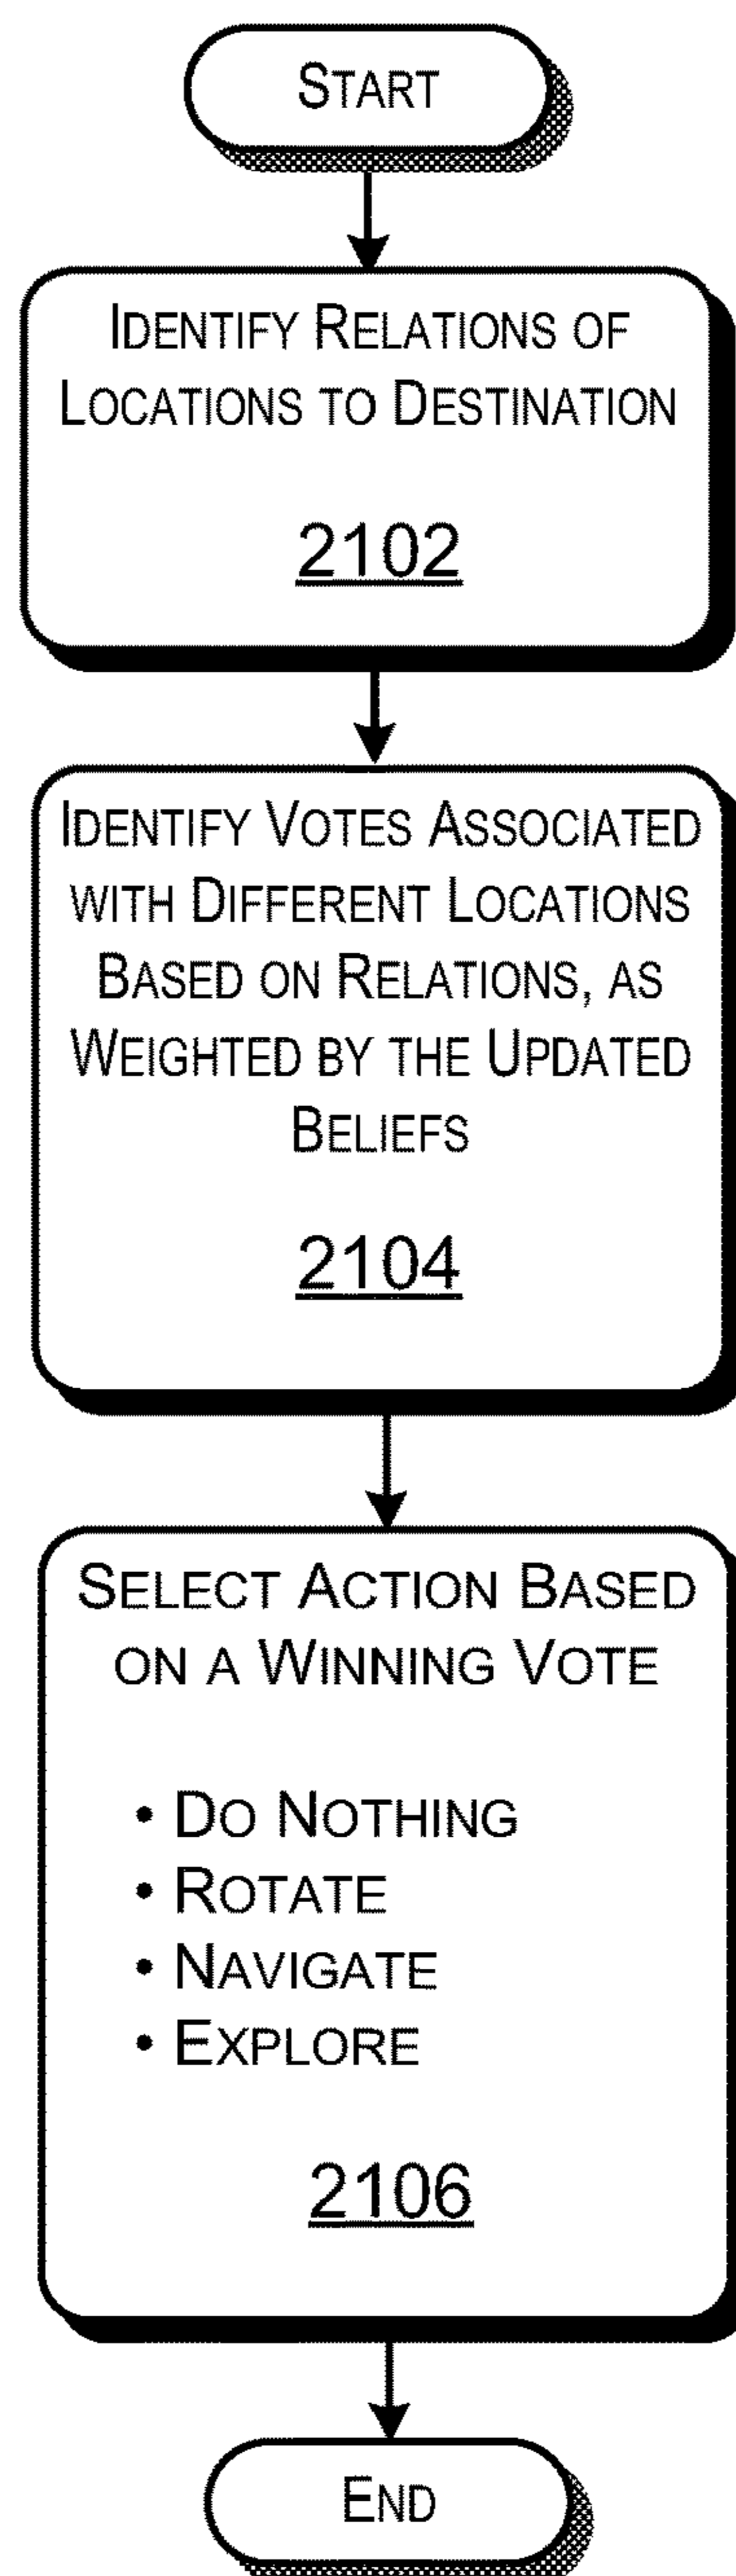 START
IDENTIFY RELATIONS OF
LOCATIONS TO DESTINATION
2102
IDENTIFY VOTES ASSOCIATED
WITH DIFFERENT LOCATIONS
BASED ON RELATIONS, AS
WEIGHTED BY THE UPDATED
BELIEFS
2104
SELECT ACTION BASED
ON A WINNING VOTE
• DO NOTHING
• ROTATE
• NAVIGATE
• EXPLORE
2106
END